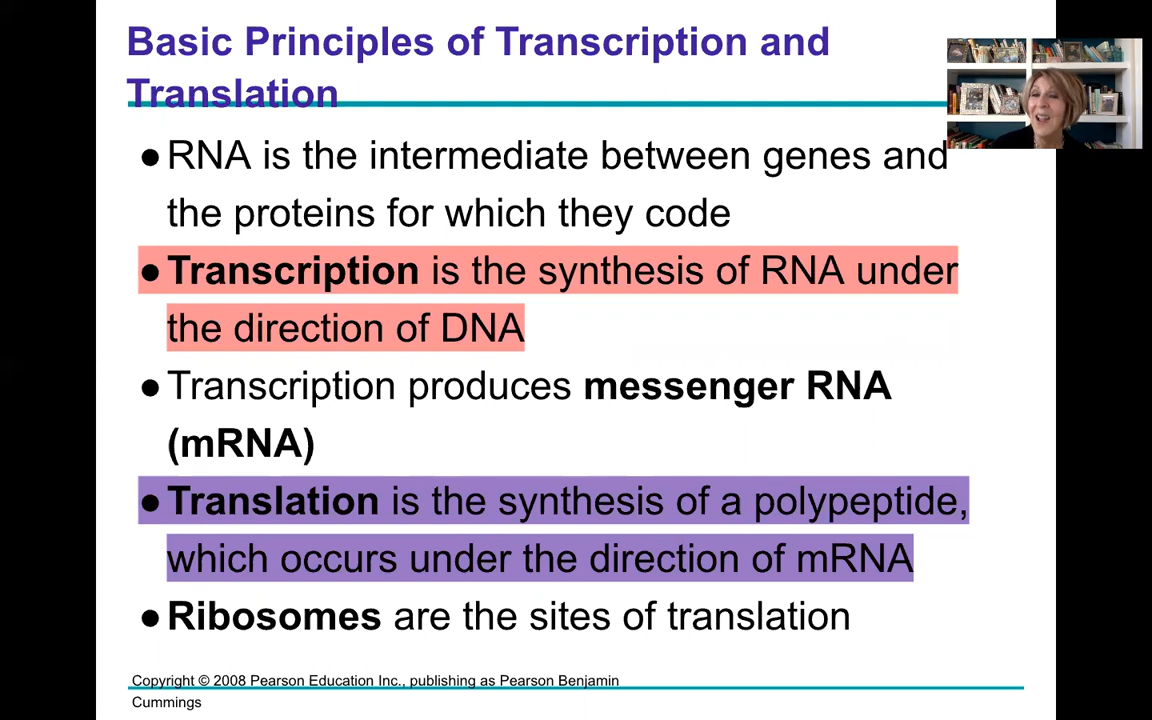 Basic Principles of Transcription and
Translation
●RNA is the intermediate between genes and
the proteins for which they code
●Transcription is the synthesis of RNA under
the direction of DNA
●Transcription produces messenger RNA
(mRNA)
●Translation is the synthesis of a polypeptide,
which occurs under the direction of mRNA
●Ribosomes are the sites of translation
Copyright © 2008 Pearson Education Inc., publishing as Pearson Benjamin
Cummings